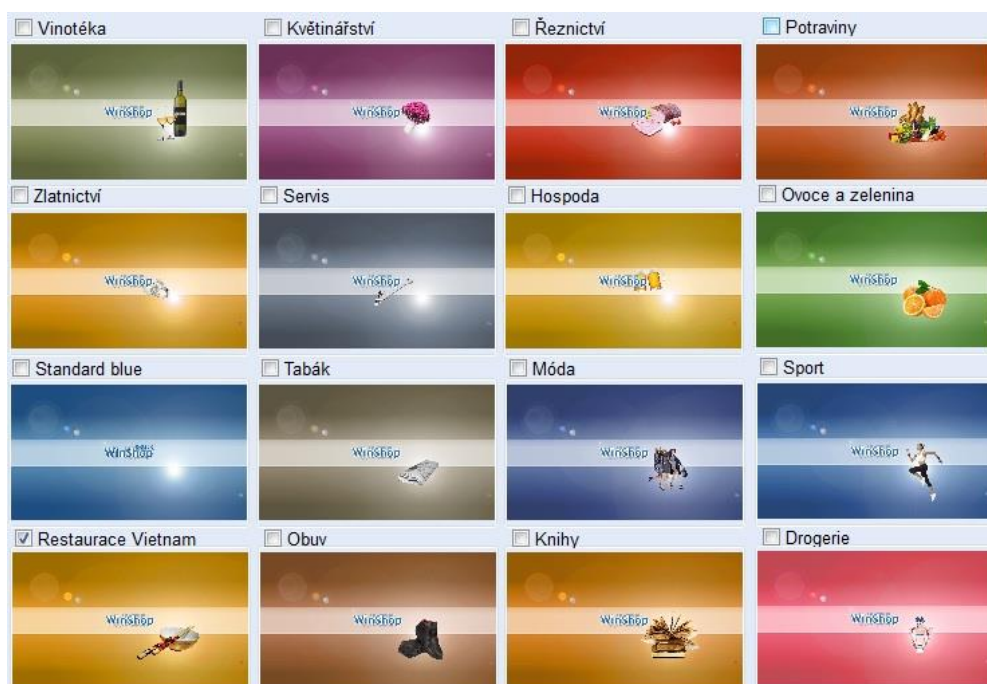 Vinotéka
Květinářství
Řeznictví
Potraviny
WinShop
WinShop
WinShop
WinShop
Zlatnictví
Servis
Hospoda
Ovoce a zelenina
WinShop
WinShop
WinShop
WinShop
Standard blue
Tabák
Móda
Sport
WinShop
WinShop
WinShop
WinShop
Restaurace Vietnam
Obuv
Knihy
Drogerie
WinShop
WinShop
WinShop
WinShop